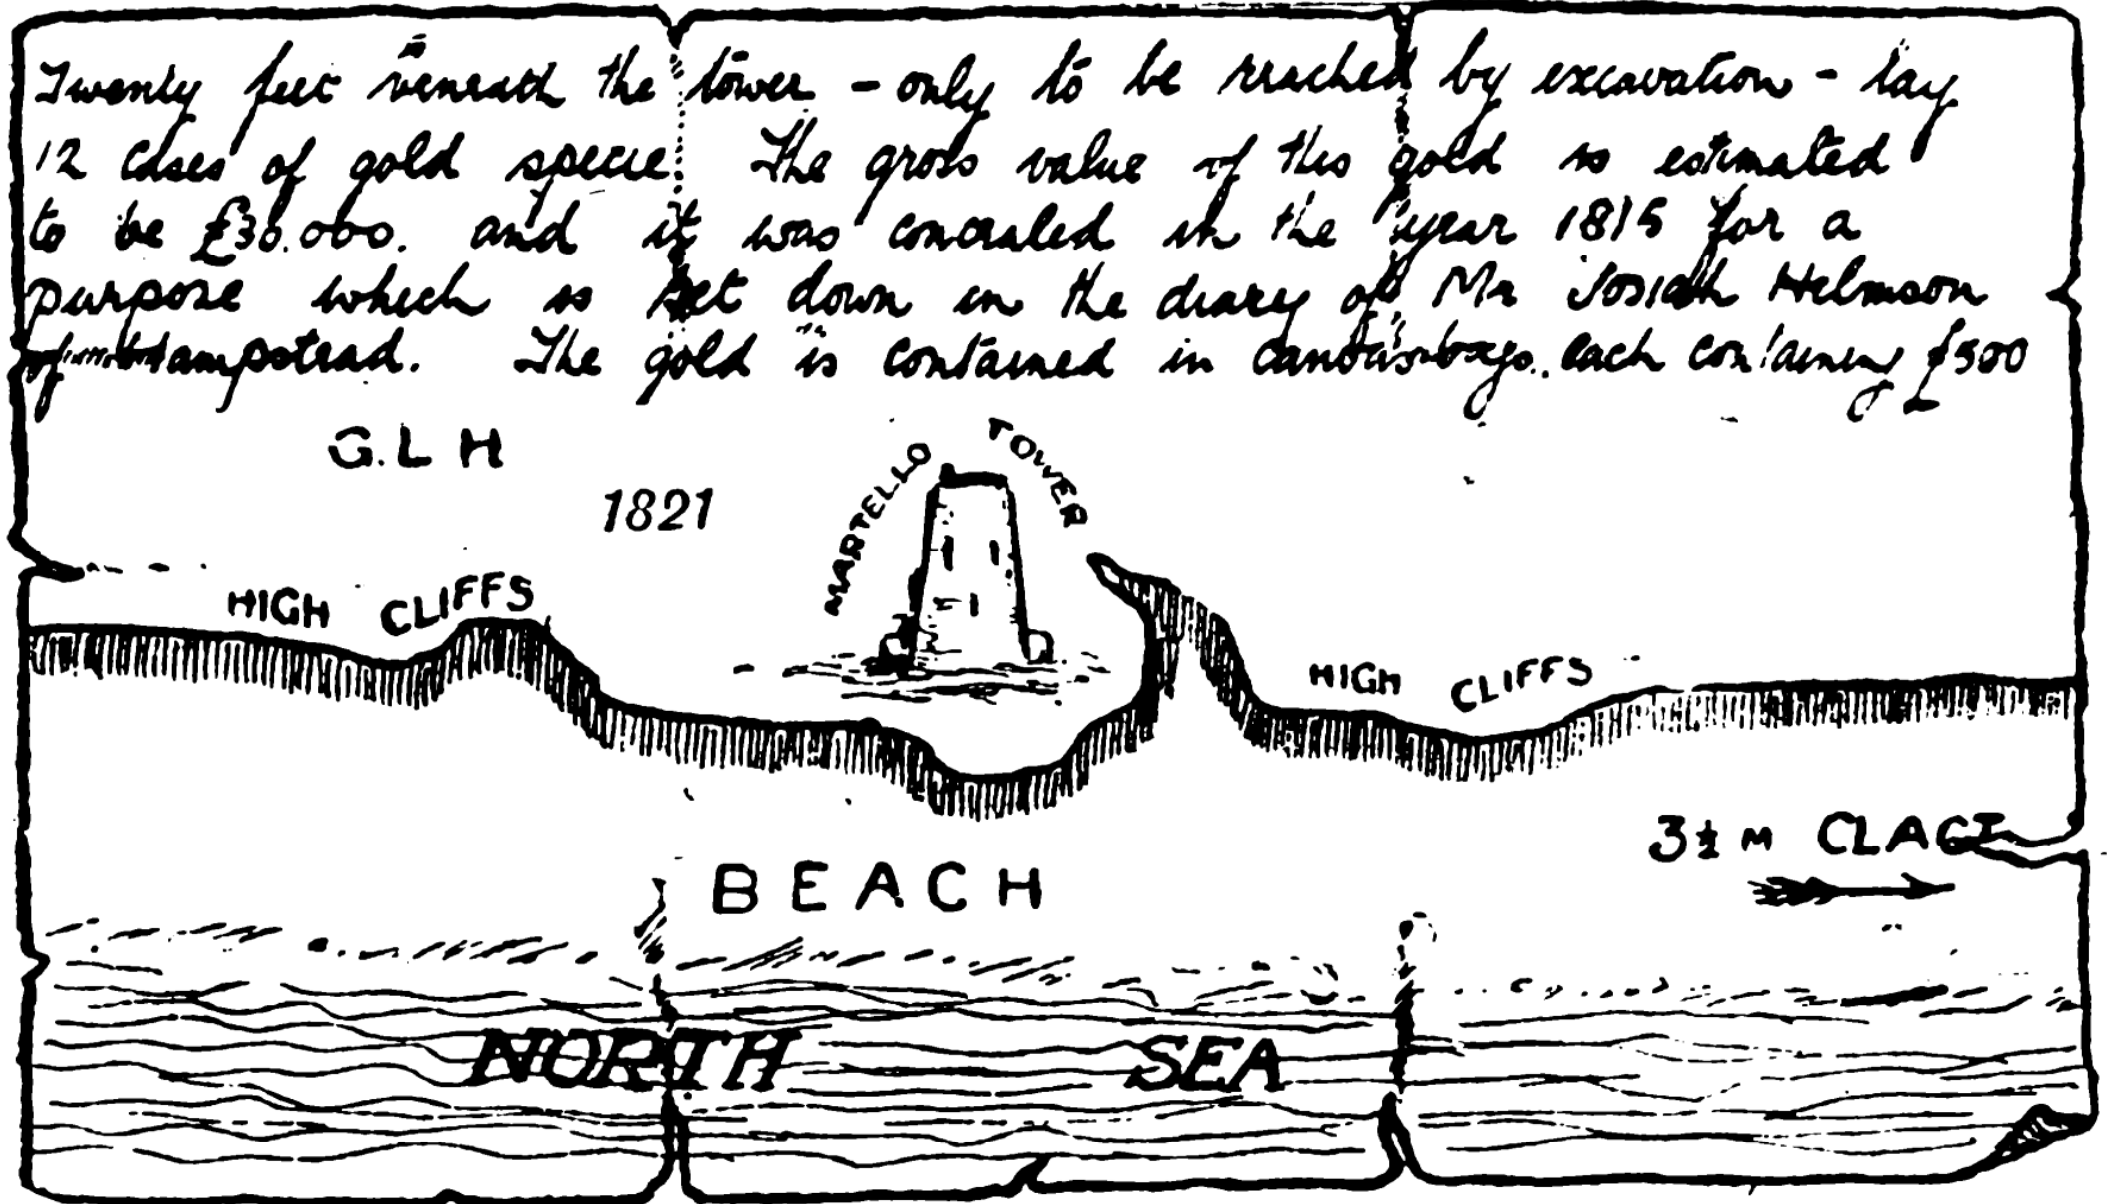 Twenty feet beneath the tower - only to be reached by excavation - lay
12 cases of gold specie. The gross value of this gold is estimated
to be £30.000. and it was concealed in the year 1815 for a
purpose which is set down in the diary of Mr Josiah Helmson
of Hampstead. The gold is contained in canvas bags. each containing £500
G.L H
1821
MARTELLO TOWER
HIGH CLIFFS
HIGH CLIFFS
3½ M CLACT
BEACH
NORTH SEA